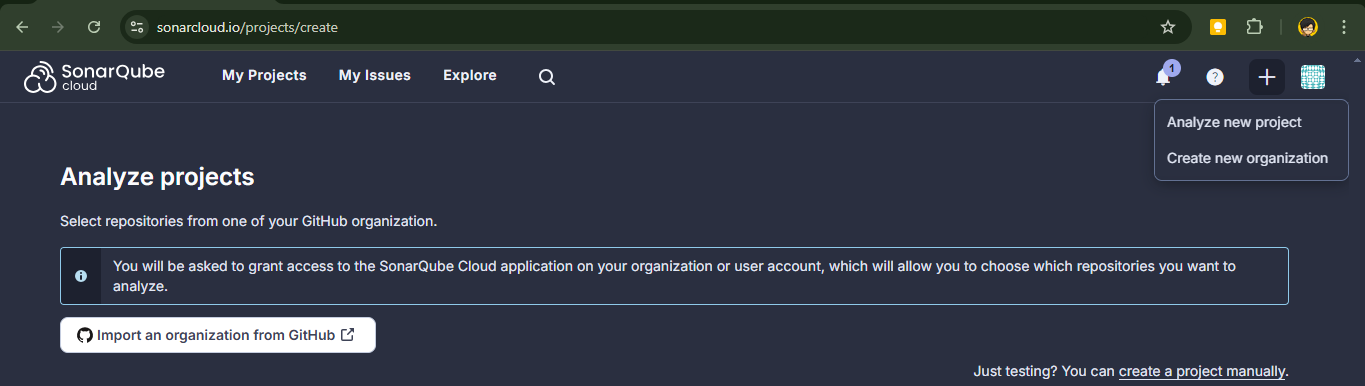 sonarcloud.io/projects/create
SonarQube
cloud
My Projects My Issues Explore
1
?
Analyze new project
Create new organization
Analyze projects
Select repositories from one of your GitHub organization.
You will be asked to grant access to the SonarQube Cloud application on your organization or user account, which will allow you to choose which repositories you want to
analyze.
Import an organization from GitHub
Just testing? You can create a project manually.